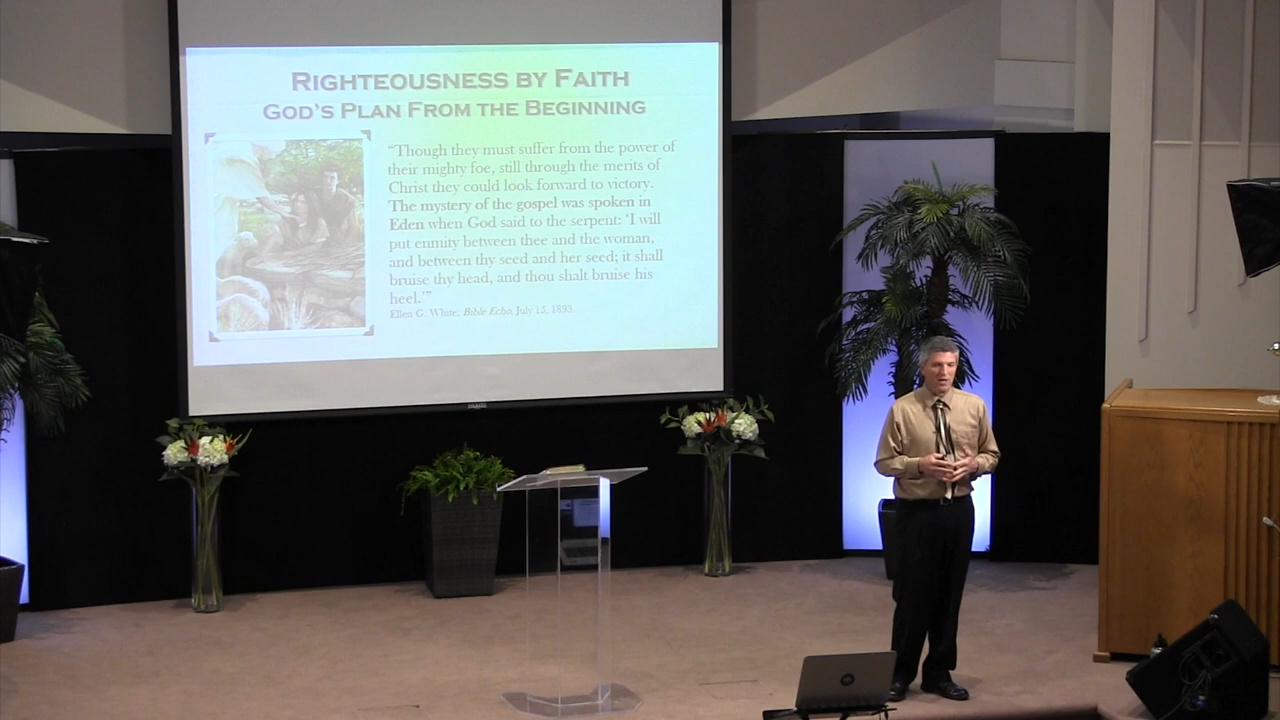 RIGHTEOUSNESS BY FAITH
GOD'S PLAN FROM THE BEGINNING
“Though they must suffer from the power of
their mighty foe, still through the merits of
Christ they could look forward to victory.
The mystery of the gospel was spoken in
Eden when God said to the serpent: ‘I will
put enmity between thee and the woman,
and between thy seed and her seed; it shall
bruise thy head, and thou shalt bruise his
heel.’”
Ellen G. White, Bible Echo, July 15, 1893.